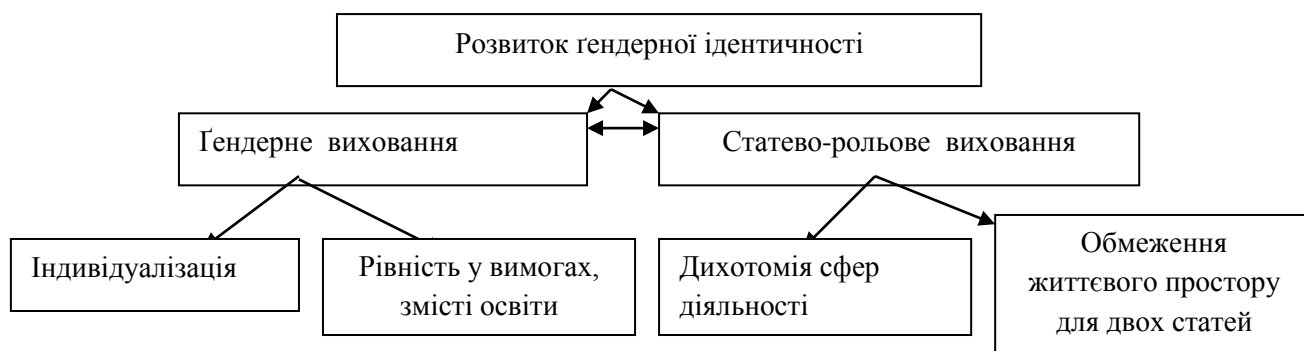 Розвиток ґендерної ідентичності
Ґендерне виховання
Статево-рольове виховання
Індивідуалізація
Рівність у вимогах,
змісті освіти
Дихотомія сфер
діяльності
Обмеження
життєвого простору
для двох статей